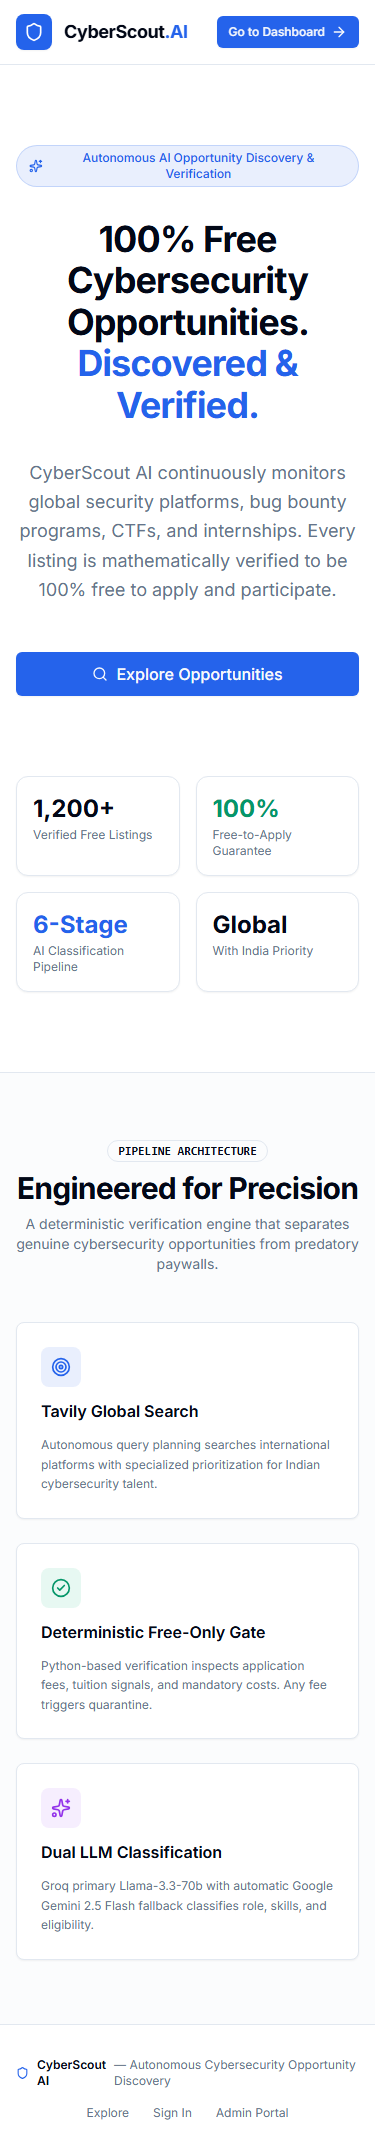 CyberScout.AI
Go to Dashboard
Autonomous AI Opportunity Discovery &
Verification
100% Free
Cybersecurity
Opportunities.
Discovered &
Verified.
CyberScout AI continuously monitors
global security platforms, bug bounty
programs, CTFs, and internships. Every
listing is mathematically verified to be
100% free to apply and participate.
Explore Opportunities
1,200+
Verified Free Listings
100%
Free-to-Apply
Guarantee
6-Stage
AI Classification
Pipeline
Global
With India Priority
PIPELINE ARCHITECTURE
Engineered for Precision
A deterministic verification engine that separates
genuine cybersecurity opportunities from predatory
paywalls.
Tavily Global Search
Autonomous query planning searches international
platforms with specialized prioritization for Indian
cybersecurity talent.
Deterministic Free-Only Gate
Python-based verification inspects application
fees, tuition signals, and mandatory costs. Any fee
triggers quarantine.
Dual LLM Classification
Groq primary Llama-3.3-70b with automatic Google
Gemini 2.5 Flash fallback classifies role, skills, and
eligibility.
CyberScout
AI
— Autonomous Cybersecurity Opportunity
Discovery
Explore
Sign In
Admin Portal